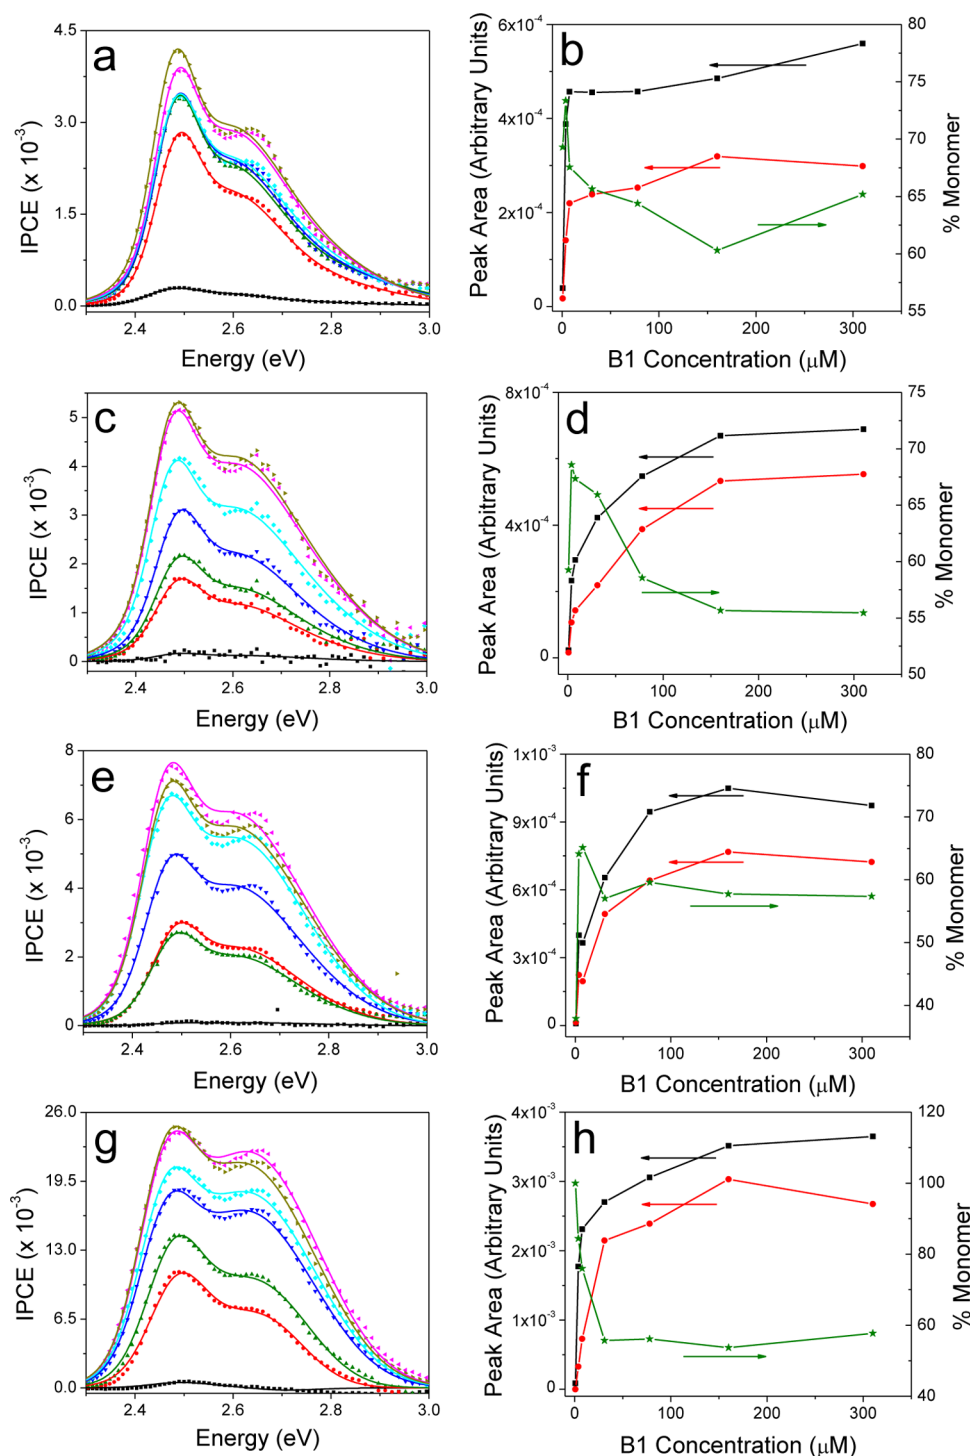 a
4.5
3.0
1.5
0.0
IPCE (x 10⁻³)
2.4 2.6 2.8 3.0
Energy (eV)
b
6x10⁻⁴
4x10⁻⁴
2x10⁻⁴
0
Peak Area (Arbitrary Units)
80
75
70
65
60
55
% Monomer
0 100 200 300
B1 Concentration (μM)
c
5
4
3
2
1
0
IPCE (x 10⁻³)
2.4 2.6 2.8 3.0
Energy (eV)
d
8x10⁻⁴
4x10⁻⁴
0
Peak Area (Arbitrary Units)
75
70
65
60
55
50
% Monomer
0 100 200 300
B1 Concentration (μM)
e
8
6
4
2
0
IPCE (x 10⁻³)
2.4 2.6 2.8 3.0
Energy (eV)
f
1x10⁻³
9x10⁻⁴
6x10⁻⁴
3x10⁻⁴
0
Peak Area (Arbitrary Units)
80
70
60
50
40
% Monomer
0 100 200 300
B1 Concentration (μM)
g
26.0
19.5
13.0
6.5
0.0
IPCE (x 10⁻³)
2.4 2.6 2.8 3.0
Energy (eV)
h
4x10⁻³
3x10⁻³
2x10⁻³
1x10⁻³
0
Peak Area (Arbitrary Units)
120
100
80
60
40
% Monomer
0 100 200 300
B1 Concentration (μM)